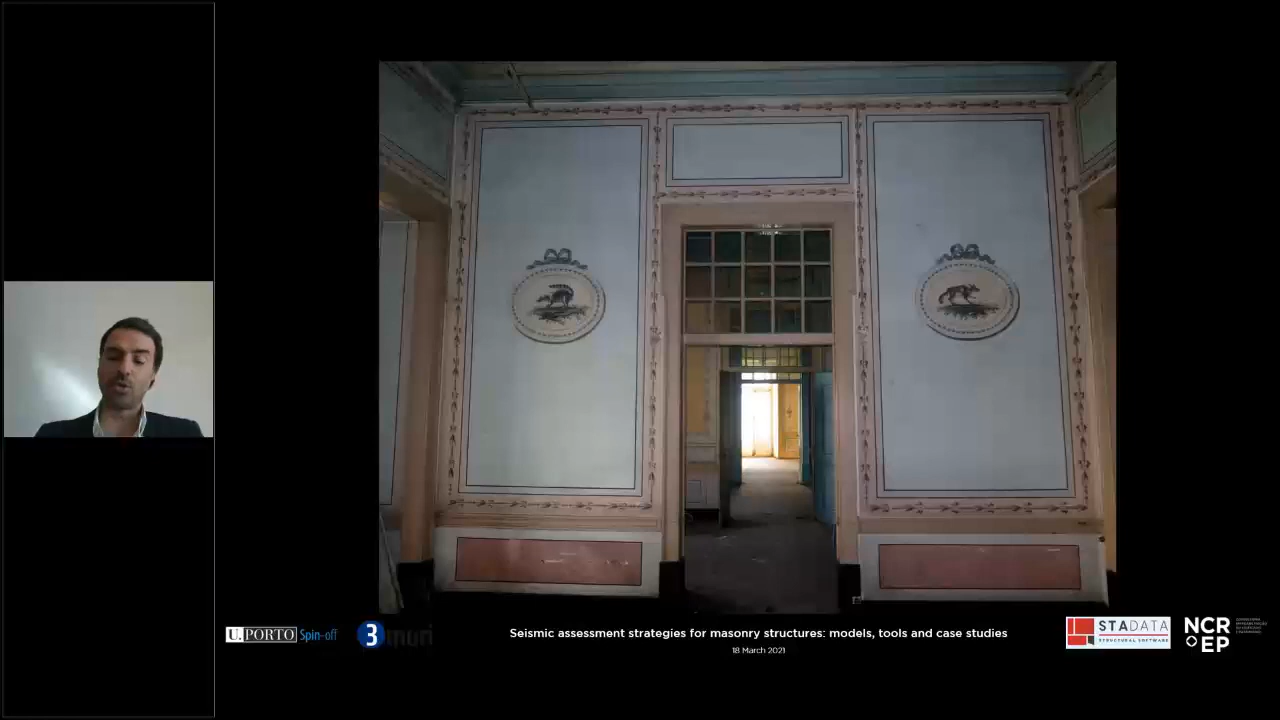 U. PORTO Spin-off
3muri
Seismic assessment strategies for masonry structures: models, tools and case studies
18 March 2021
STADATA
STRUCTURAL SOFTWARE
NCR
EP